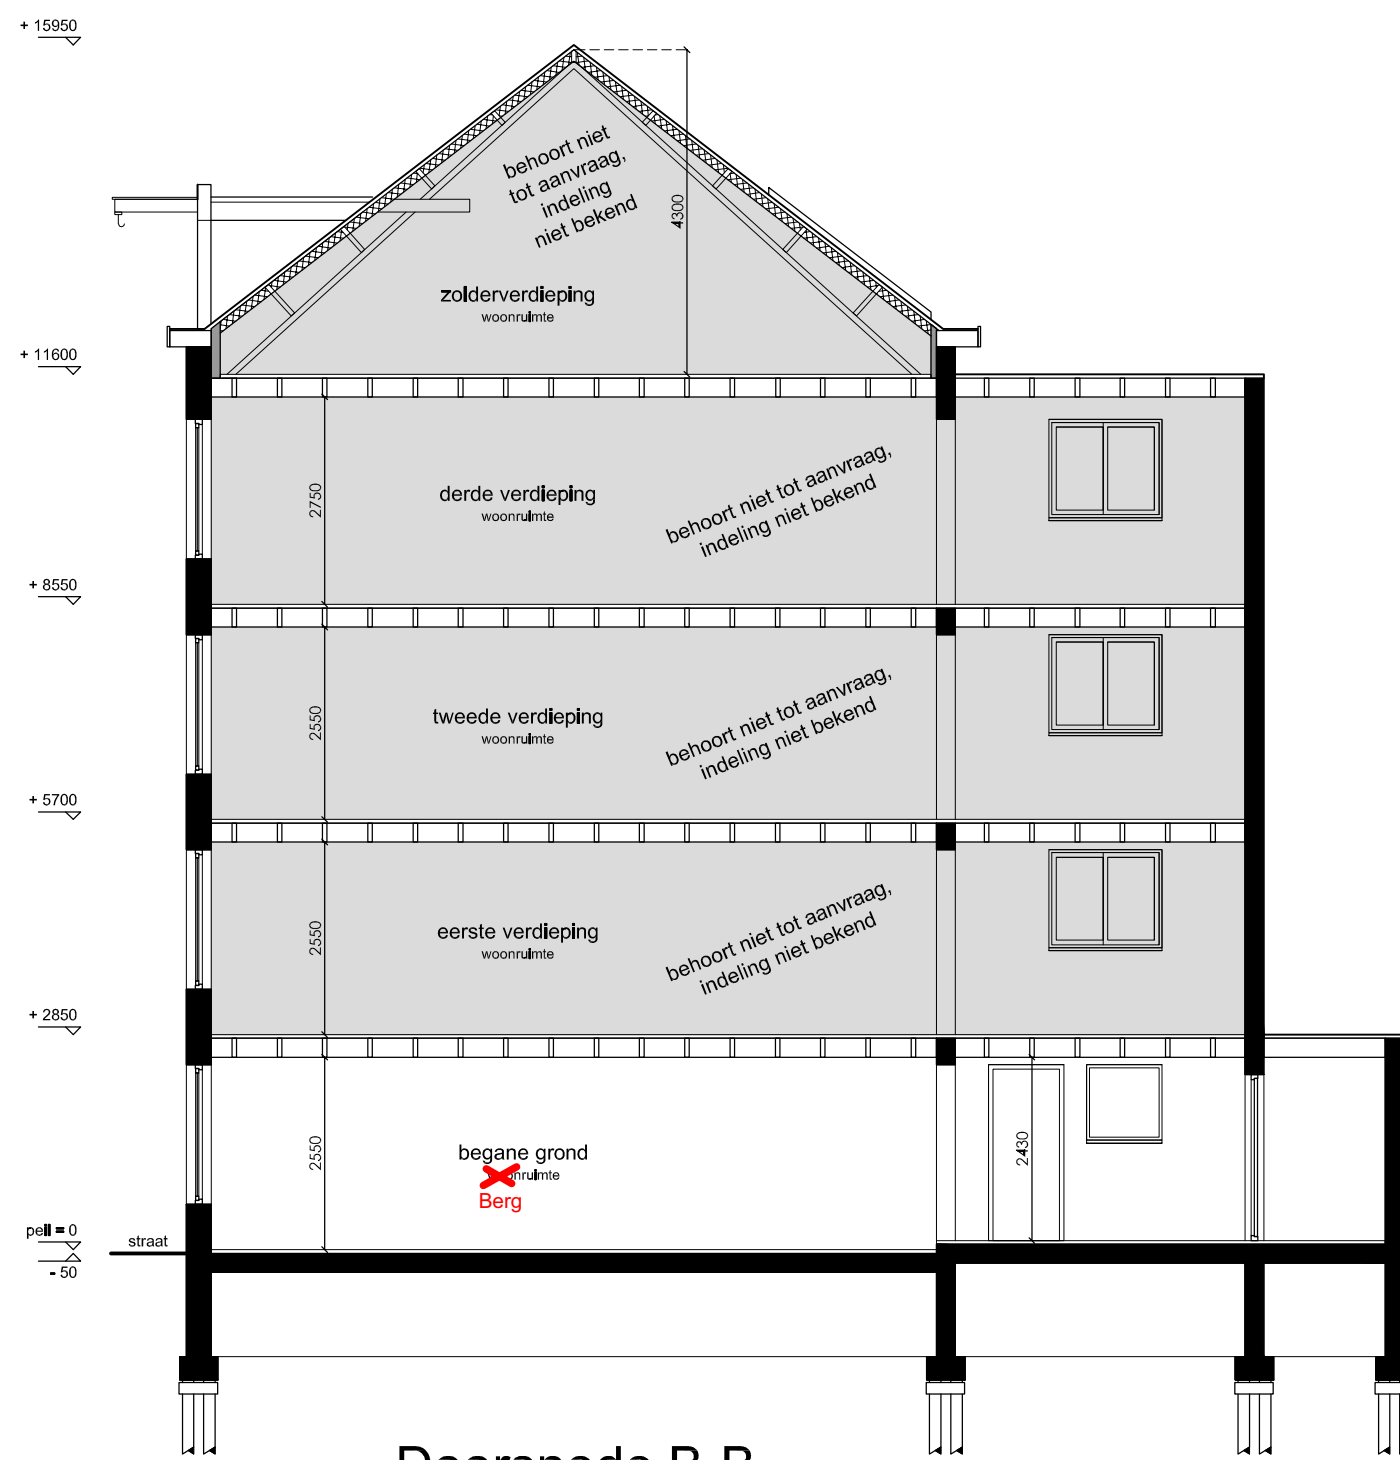 + 15950
behoort niet
tot aanvraag,
indeling
niet bekend
4300
zolderverdieping
woonruimte
+ 11600
2750
derde verdieping
woonruimte
behoort niet tot aanvraag,
indeling niet bekend
+ 8550
2550
tweede verdieping
woonruimte
behoort niet tot aanvraag,
indeling niet bekend
+ 5700
2550
eerste verdieping
woonruimte
behoort niet tot aanvraag,
indeling niet bekend
+ 2850
2550
begane grond
woonruimte
Berg
2430
peil = 0
straat
- 50
Doorsnede B-B